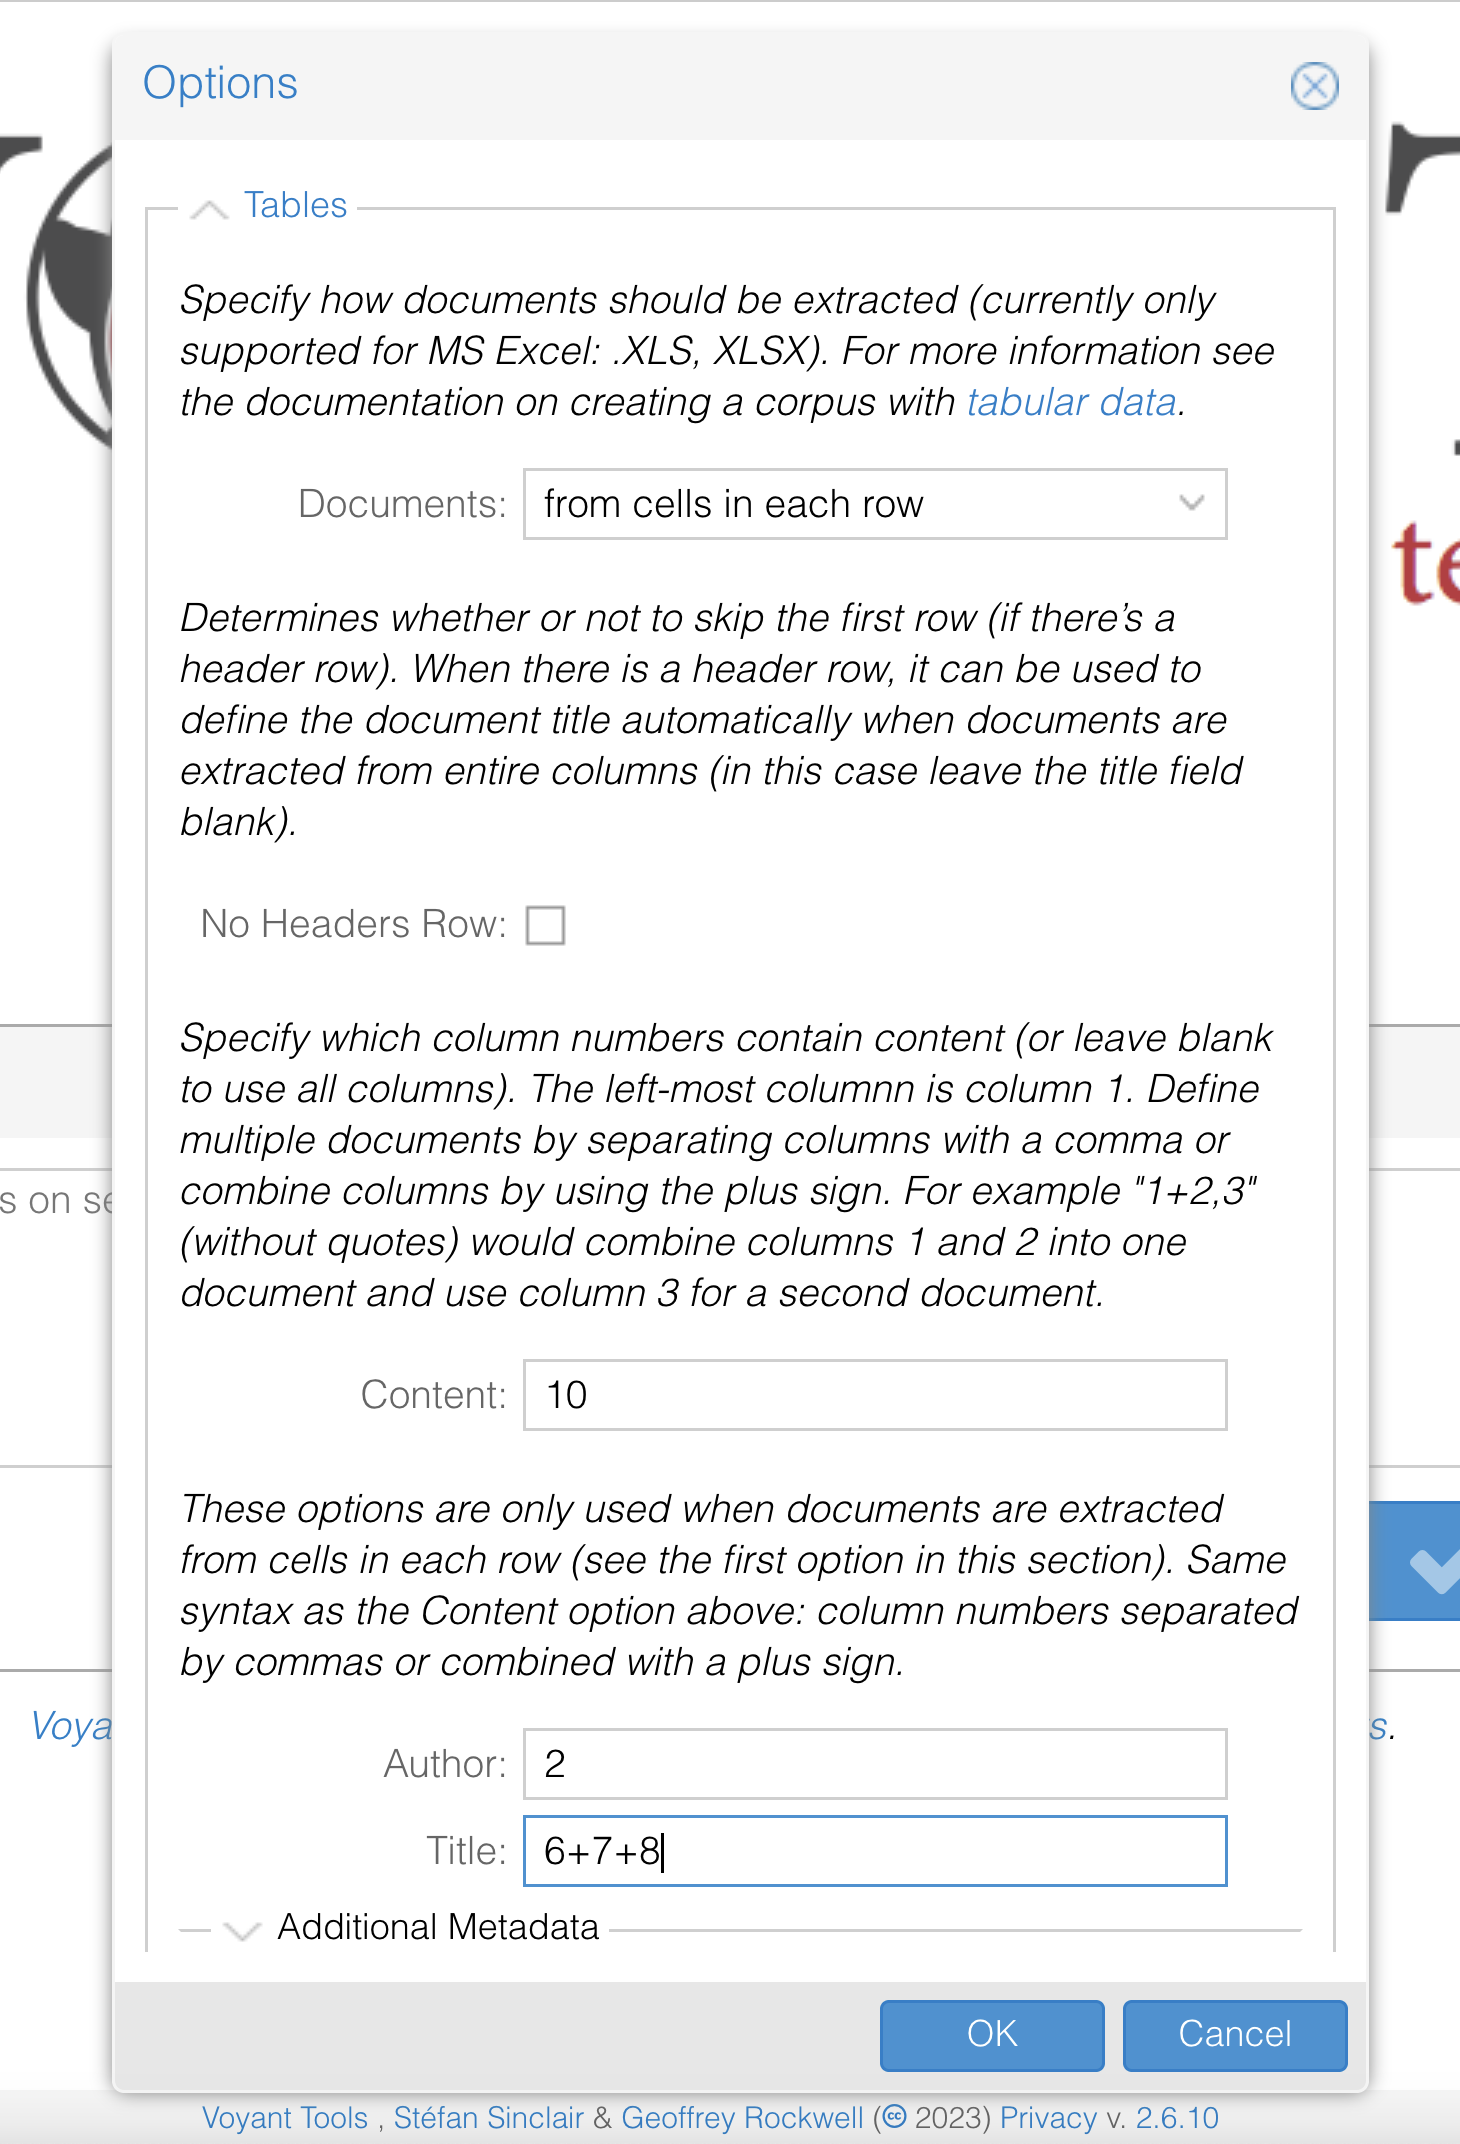 Options
Tables
Specify how documents should be extracted (currently only
supported for MS Excel: .XLS, XLSX). For more information see
the documentation on creating a corpus with tabular data.
Documents: from cells in each row
Determines whether or not to skip the first row (if there's a
header row). When there is a header row, it can be used to
define the document title automatically when documents are
extracted from entire columns (in this case leave the title field
blank).
No Headers Row:
Specify which column numbers contain content (or leave blank
to use all columns). The left-most columnn is column 1. Define
multiple documents by separating columns with a comma or
combine columns by using the plus sign. For example "1+2,3"
s on se
(without quotes) would combine columns 1 and 2 into one
document and use column 3 for a second document.
Content: 10
These options are only used when documents are extracted
from cells in each row (see the first option in this section). Same
syntax as the Content option above: column numbers separated
by commas or combined with a plus sign.
Voya s.
Author: 2
Title: 6+7+8
Additional Metadata
OK Cancel
Voyant Tools , Stéfan Sinclair & Geoffrey Rockwell (cc 2023) Privacy v. 2.6.10